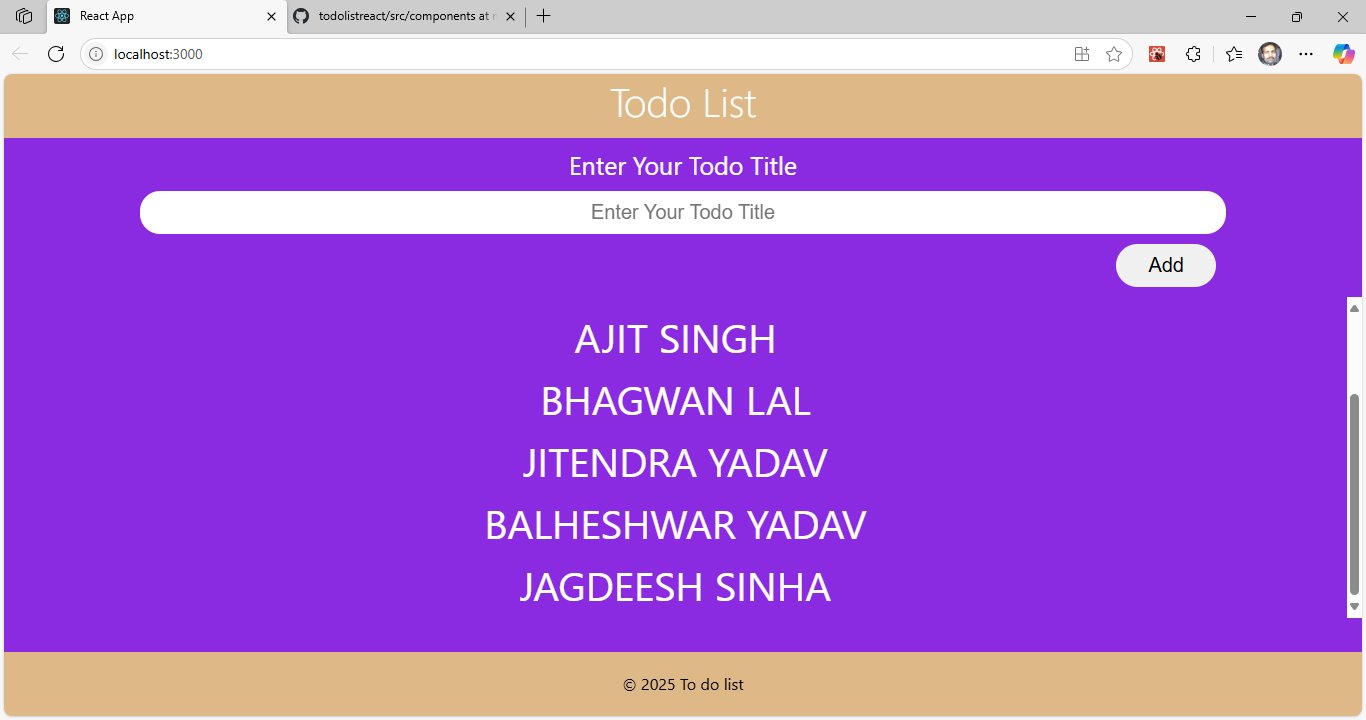 React App
todolistreact/src/components at
localhost:3000
Todo List
Enter Your Todo Title
Enter Your Todo Title
Add
AJIT SINGH
BHAGWAN LAL
JITENDRA YADAV
BALHESHWAR YADAV
JAGDEESH SINHA
© 2025 To do list